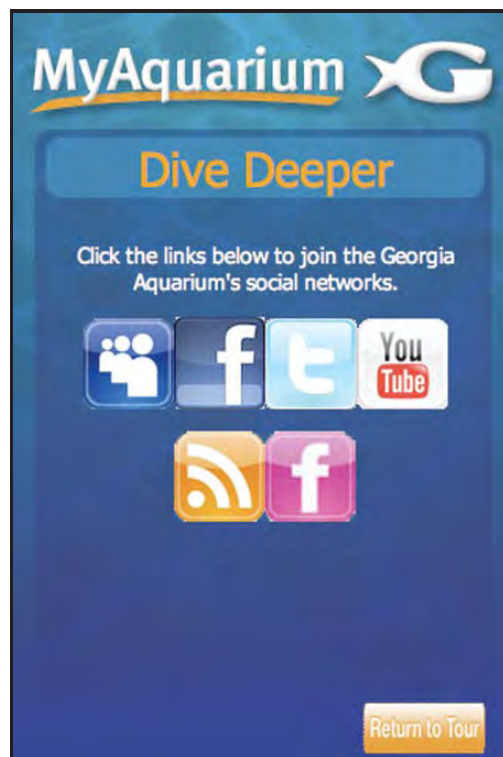 MyAquarium G
Dive Deeper
Click the links below to join the Georgia
Aquarium's social networks.
f t You
Tube
f
Return to Tour